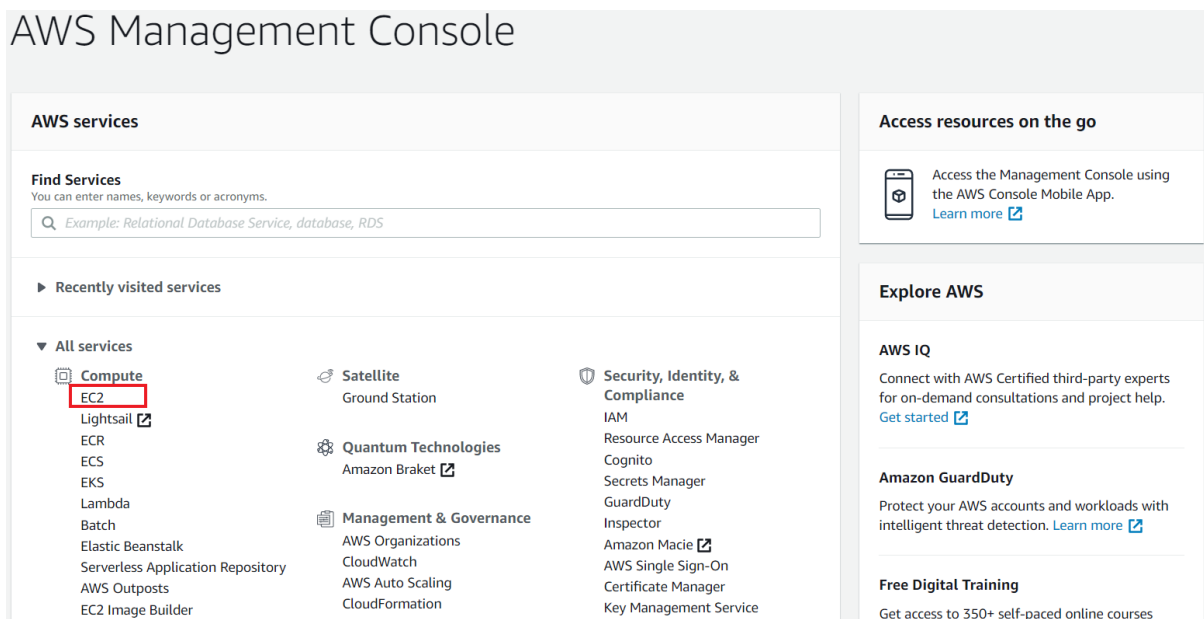 AWS Management Console
AWS services
Find Services
You can enter names, keywords or acronyms.
Example: Relational Database Service, database, RDS
Recently visited services
All services
Compute
EC2
Lightsail
ECR
ECS
EKS
Lambda
Batch
Elastic Beanstalk
Serverless Application Repository
AWS Outposts
EC2 Image Builder
Satellite
Ground Station
Quantum Technologies
Amazon Braket
Management & Governance
AWS Organizations
CloudWatch
AWS Auto Scaling
CloudFormation
Security, Identity, &
Compliance
IAM
Resource Access Manager
Cognito
Secrets Manager
GuardDuty
Inspector
Amazon Macie
AWS Single Sign-On
Certificate Manager
Key Management Service
Access resources on the go
Access the Management Console using
the AWS Console Mobile App.
Learn more
Explore AWS
AWS IQ
Connect with AWS Certified third-party experts
for on-demand consultations and project help.
Get started
Amazon GuardDuty
Protect your AWS accounts and workloads with
intelligent threat detection. Learn more
Free Digital Training
Get access to 350+ self-paced online courses